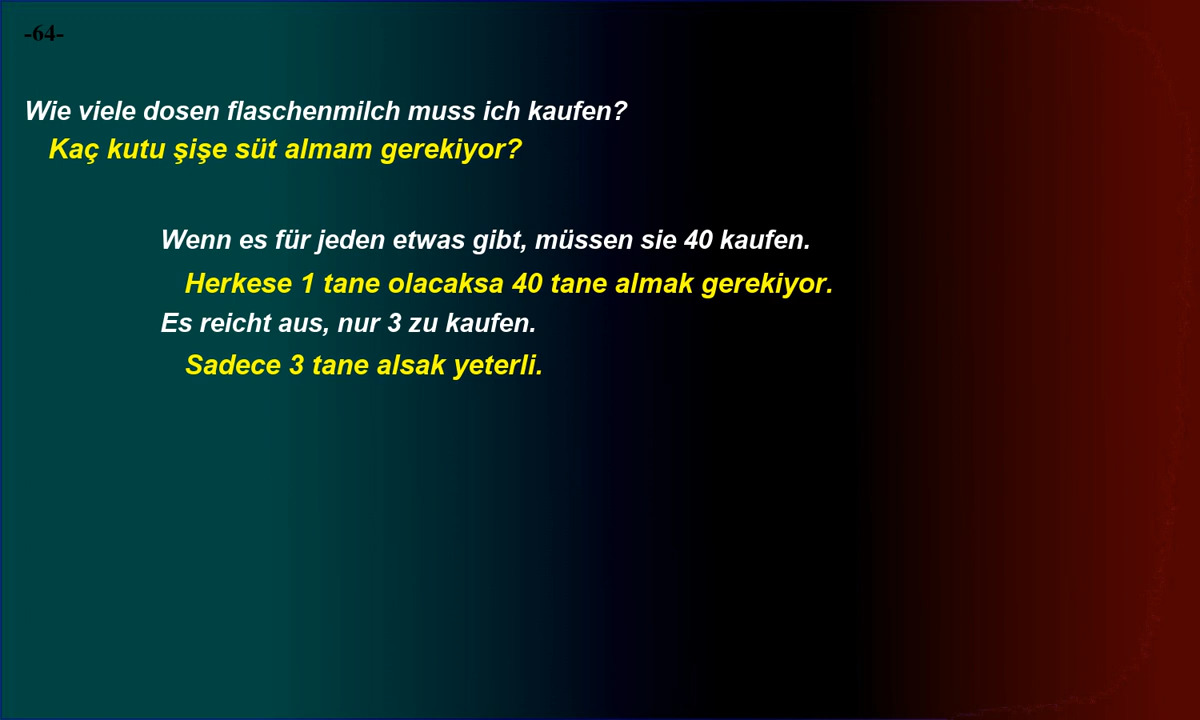 -64-
Wie viele dosen flaschenmilch muss ich kaufen?
Kaç kutu şişe süt almam gerekiyor?
Wenn es für jeden etwas gibt, müssen sie 40 kaufen.
Herkese 1 tane olacaksa 40 tane almak gerekiyor.
Es reicht aus, nur 3 zu kaufen.
Sadece 3 tane alsak yeterli.